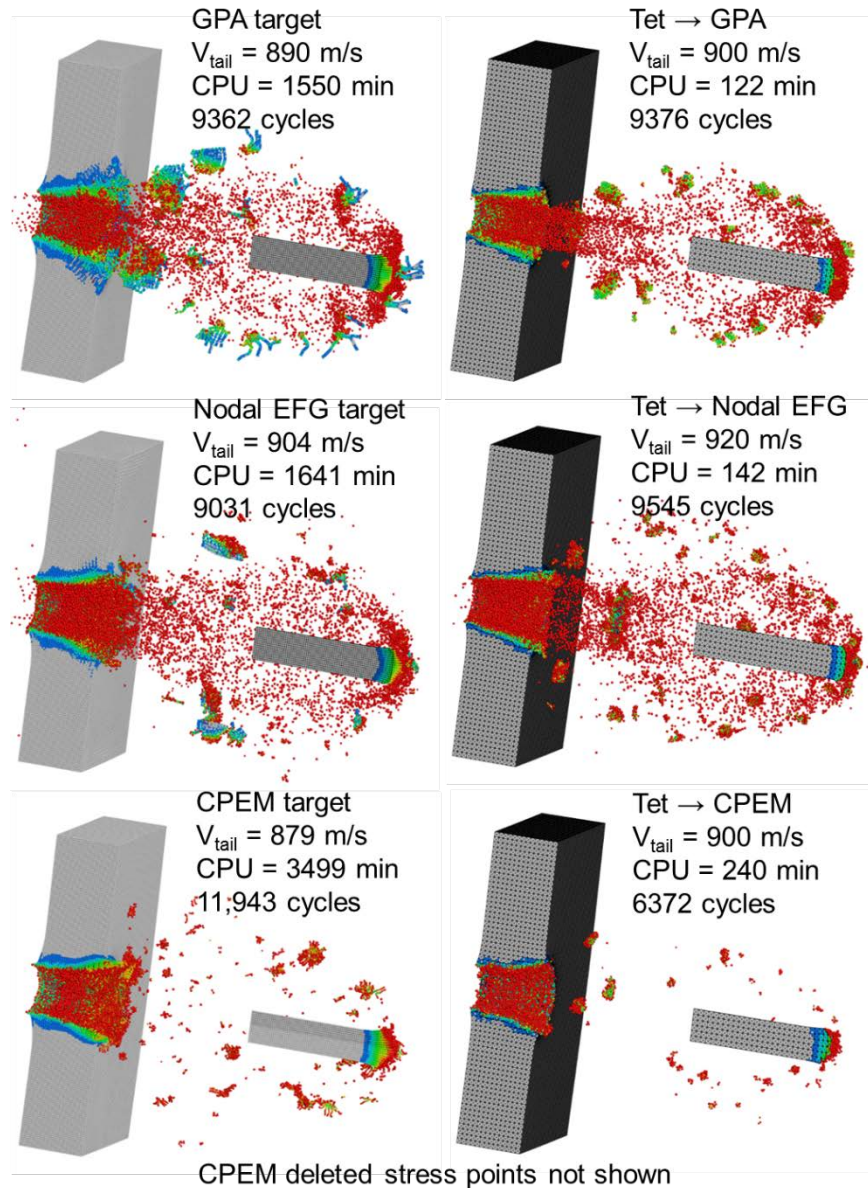 GPA target
Vtail = 890 m/s
CPU = 1550 min
9362 cycles
Tet → GPA
Vtail = 900 m/s
CPU = 122 min
9376 cycles
Nodal EFG target
Vtail = 904 m/s
CPU = 1641 min
9031 cycles
Tet → Nodal EFG
Vtail = 920 m/s
CPU = 142 min
9545 cycles
CPEM target
Vtail = 879 m/s
CPU = 3499 min
11,943 cycles
Tet → CPEM
Vtail = 900 m/s
CPU = 240 min
6372 cycles
CPEM deleted stress points not shown